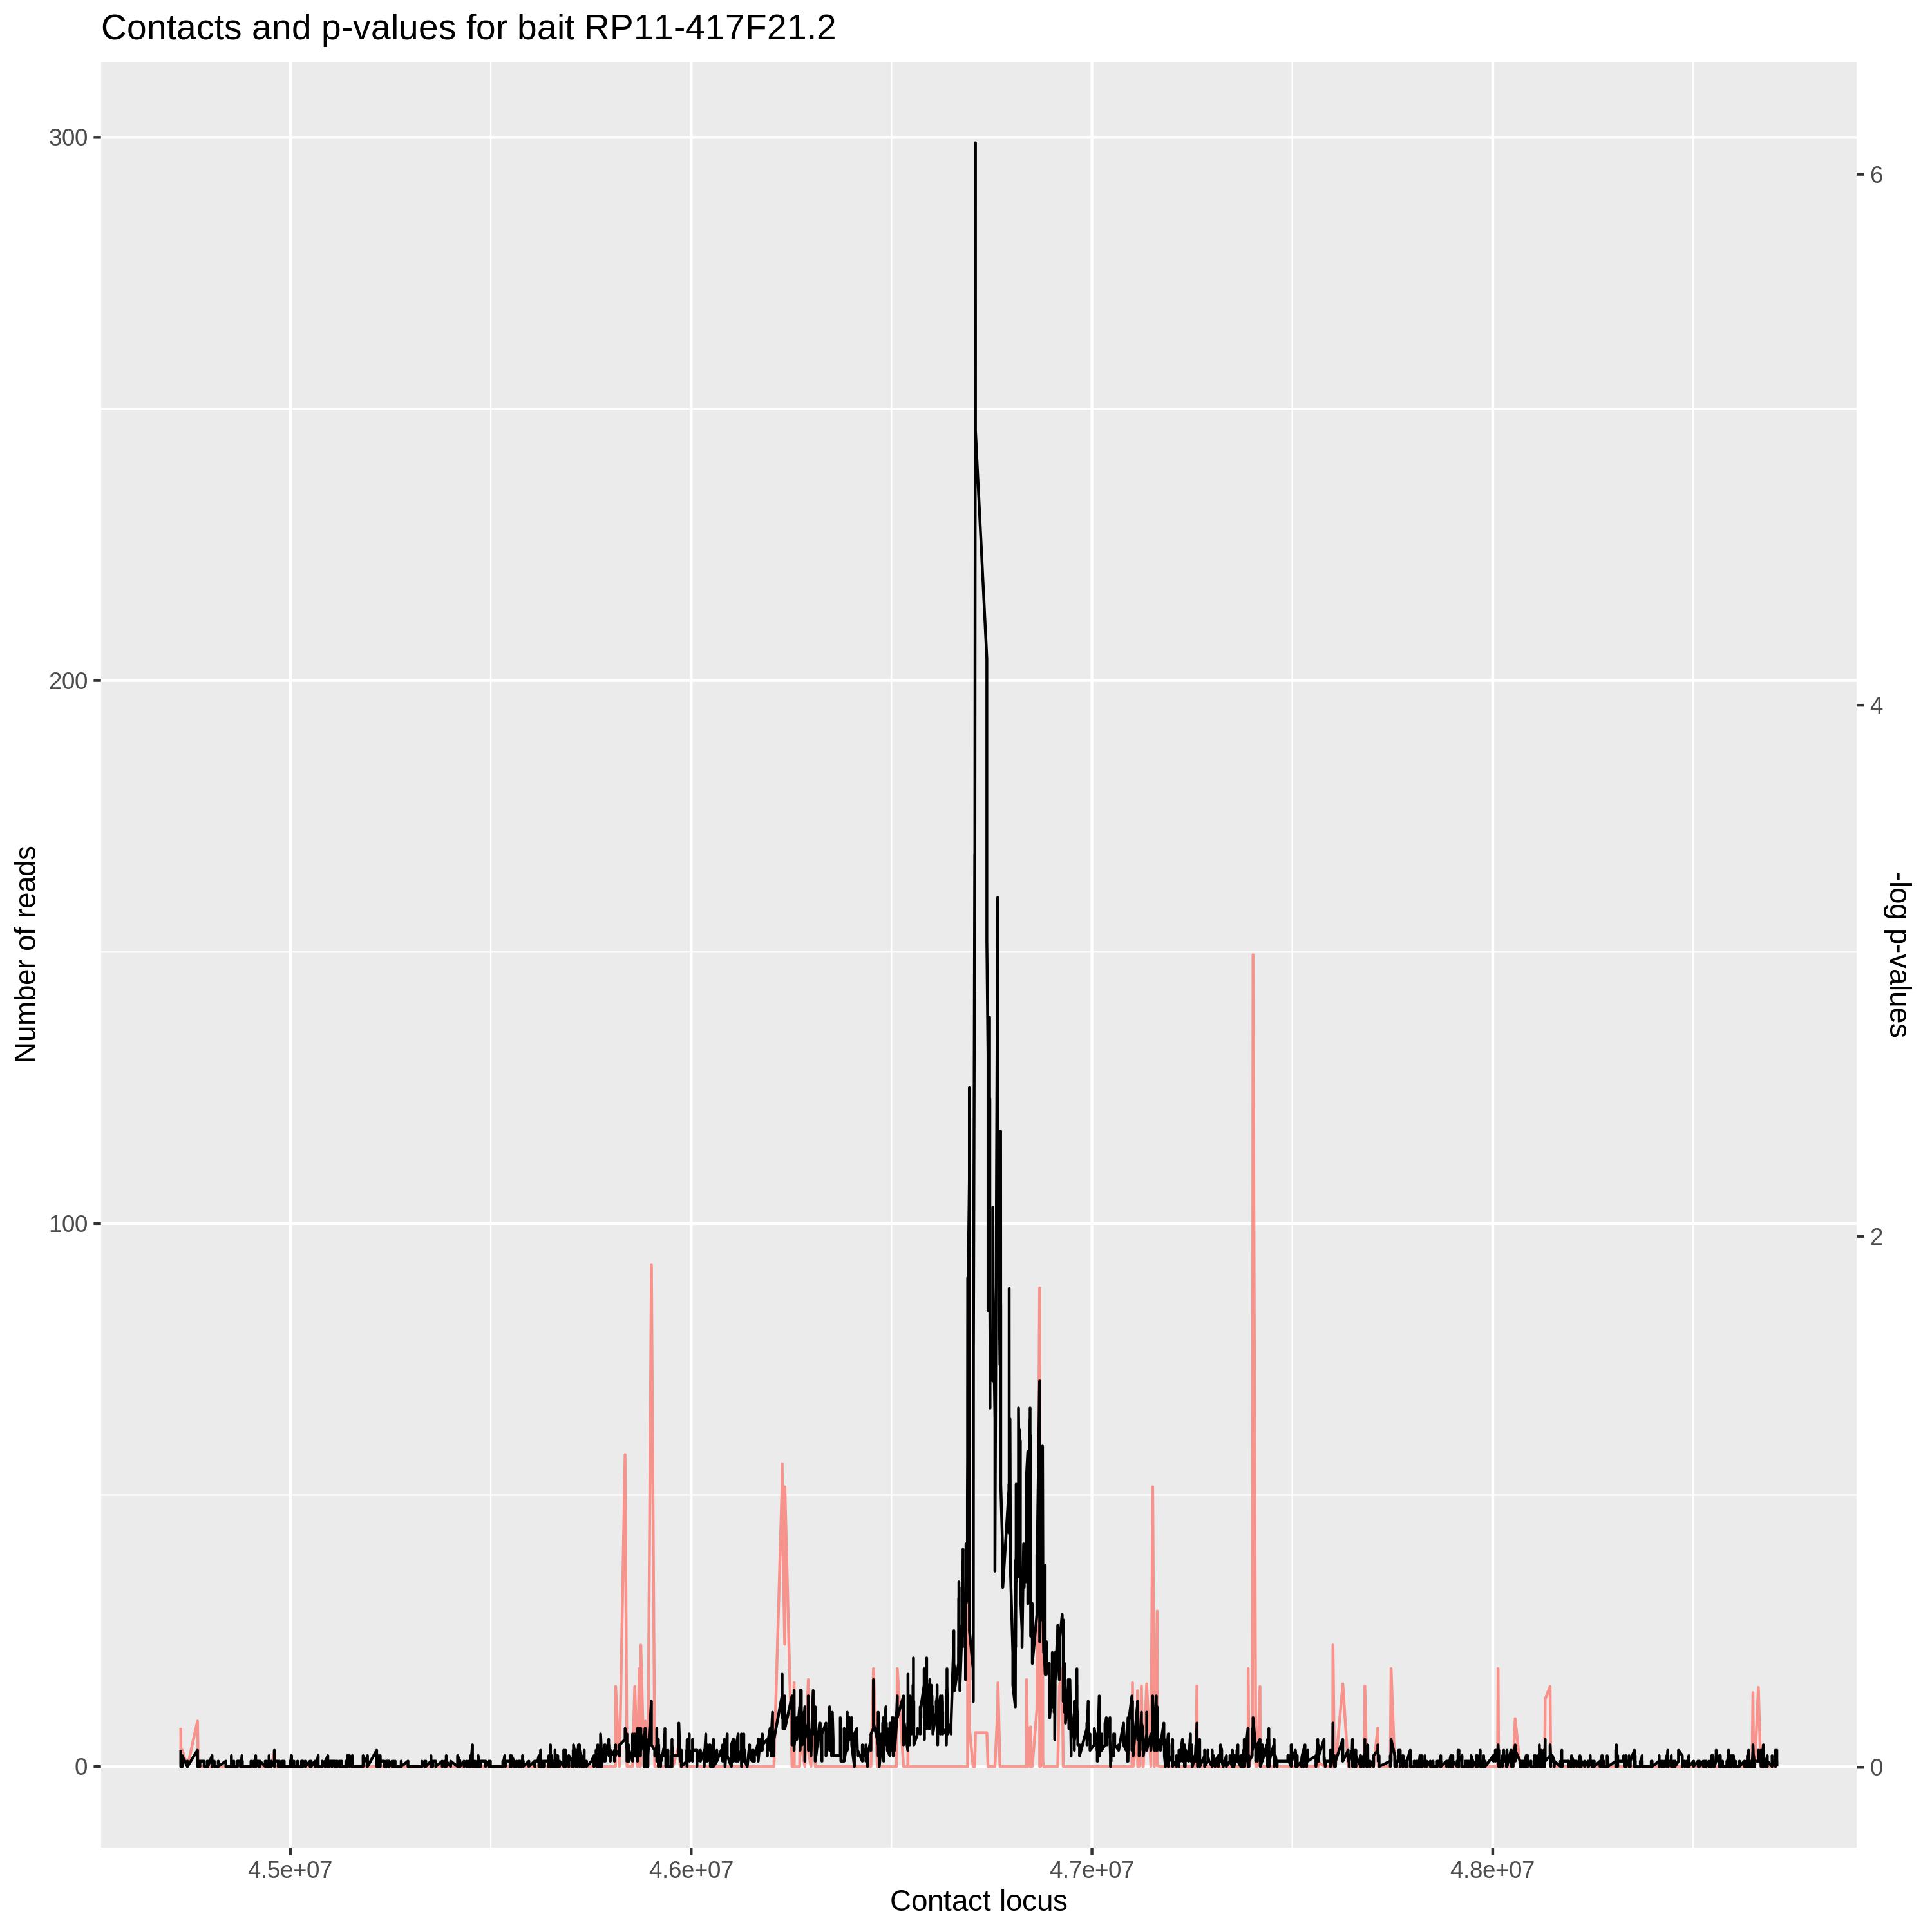 Contacts and p-values for bait RP11-417F21.2
300
200
100
0
Number of reads
6
4
2
0
-log p-values
4.5e+07 4.6e+07 4.7e+07 4.8e+07
Contact locus